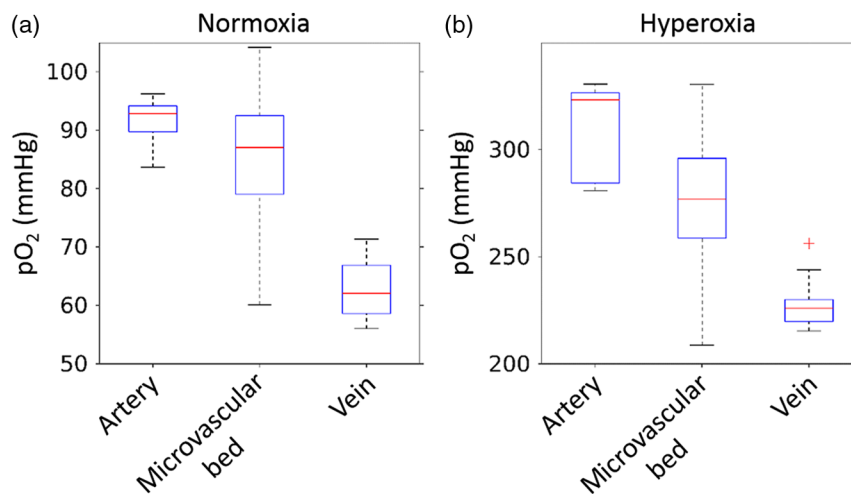 (a)
Normoxia
pO₂ (mmHg)
100
90
80
70
60
50
Artery
Microvascular
bed
Vein
(b)
Hyperoxia
pO₂ (mmHg)
300
250
200
Artery
Microvascular
bed
Vein